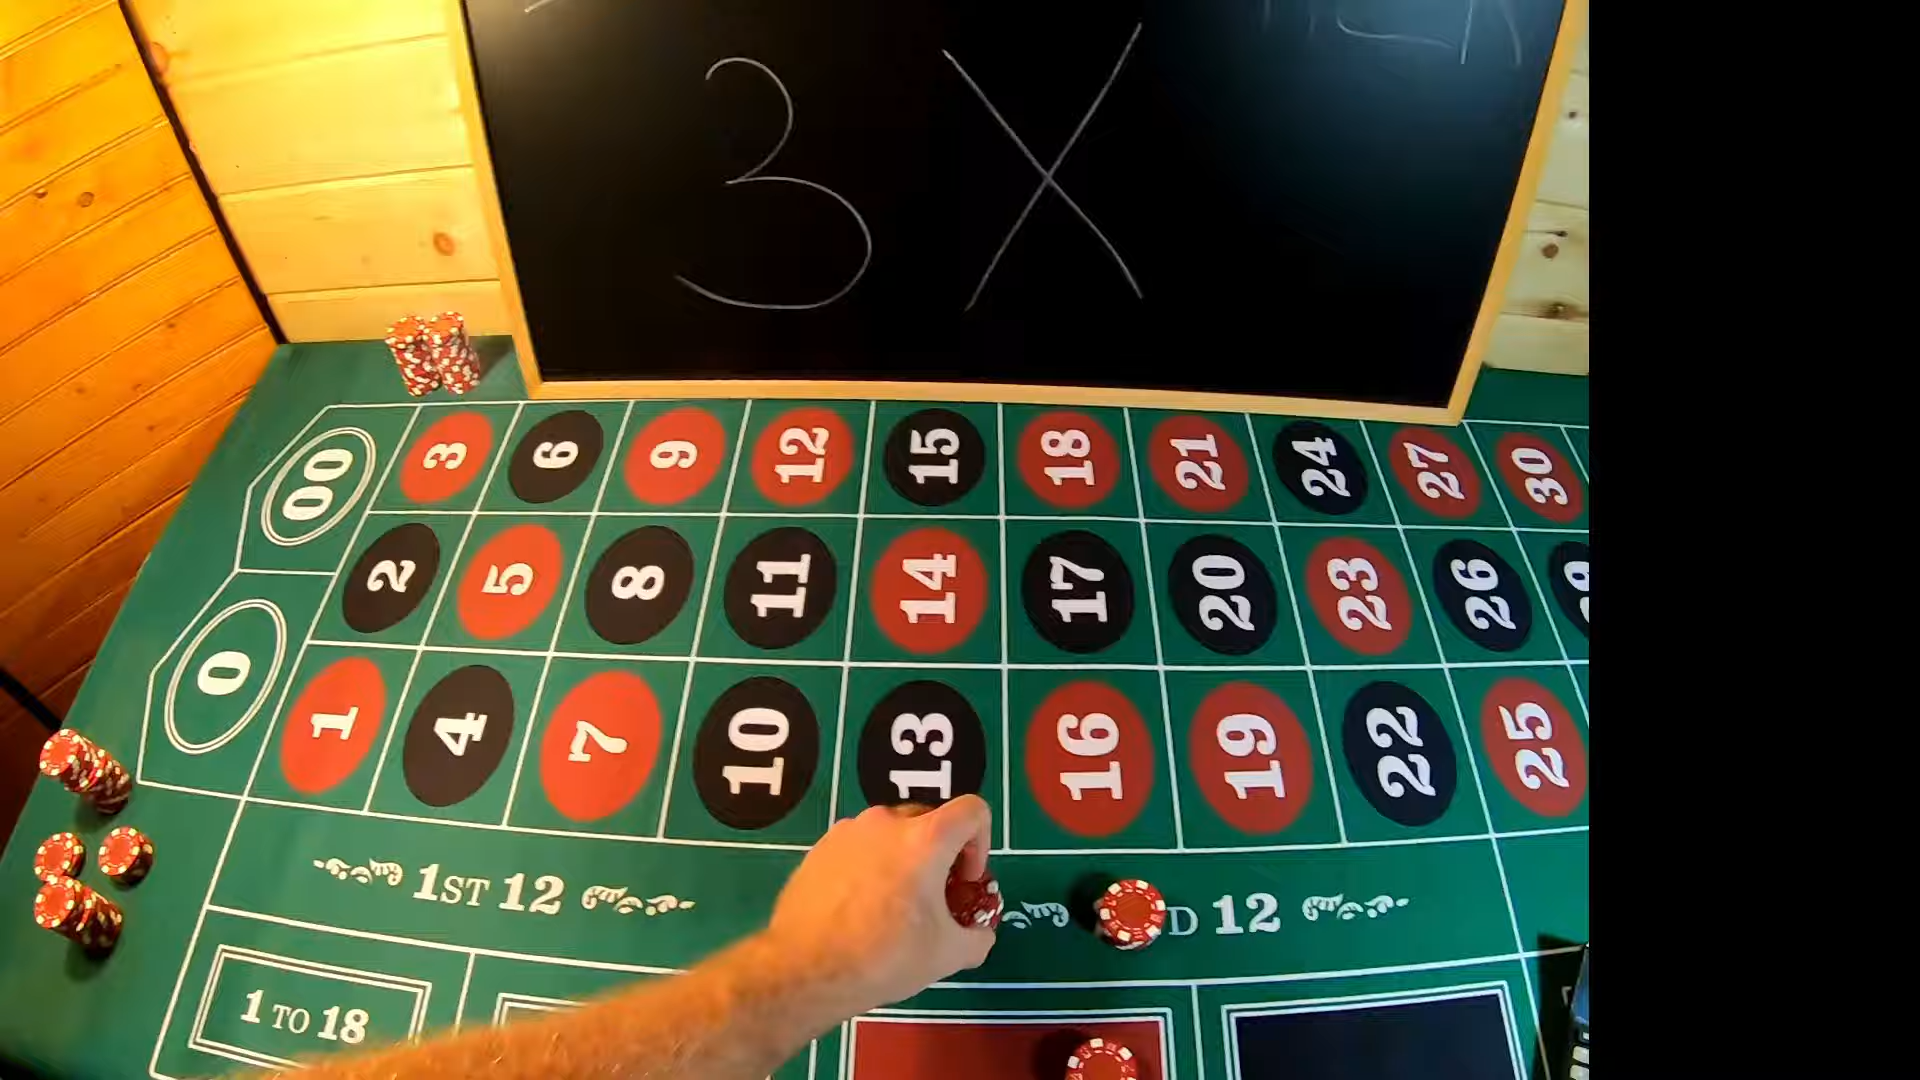 3 X
00 3 6 9 12 15 18 21 24 27 30
2 5 8 11 14 17 20 23 26
0 1 4 7 10 13 16 19 22 25
1ST 12 D 12
1 TO 18